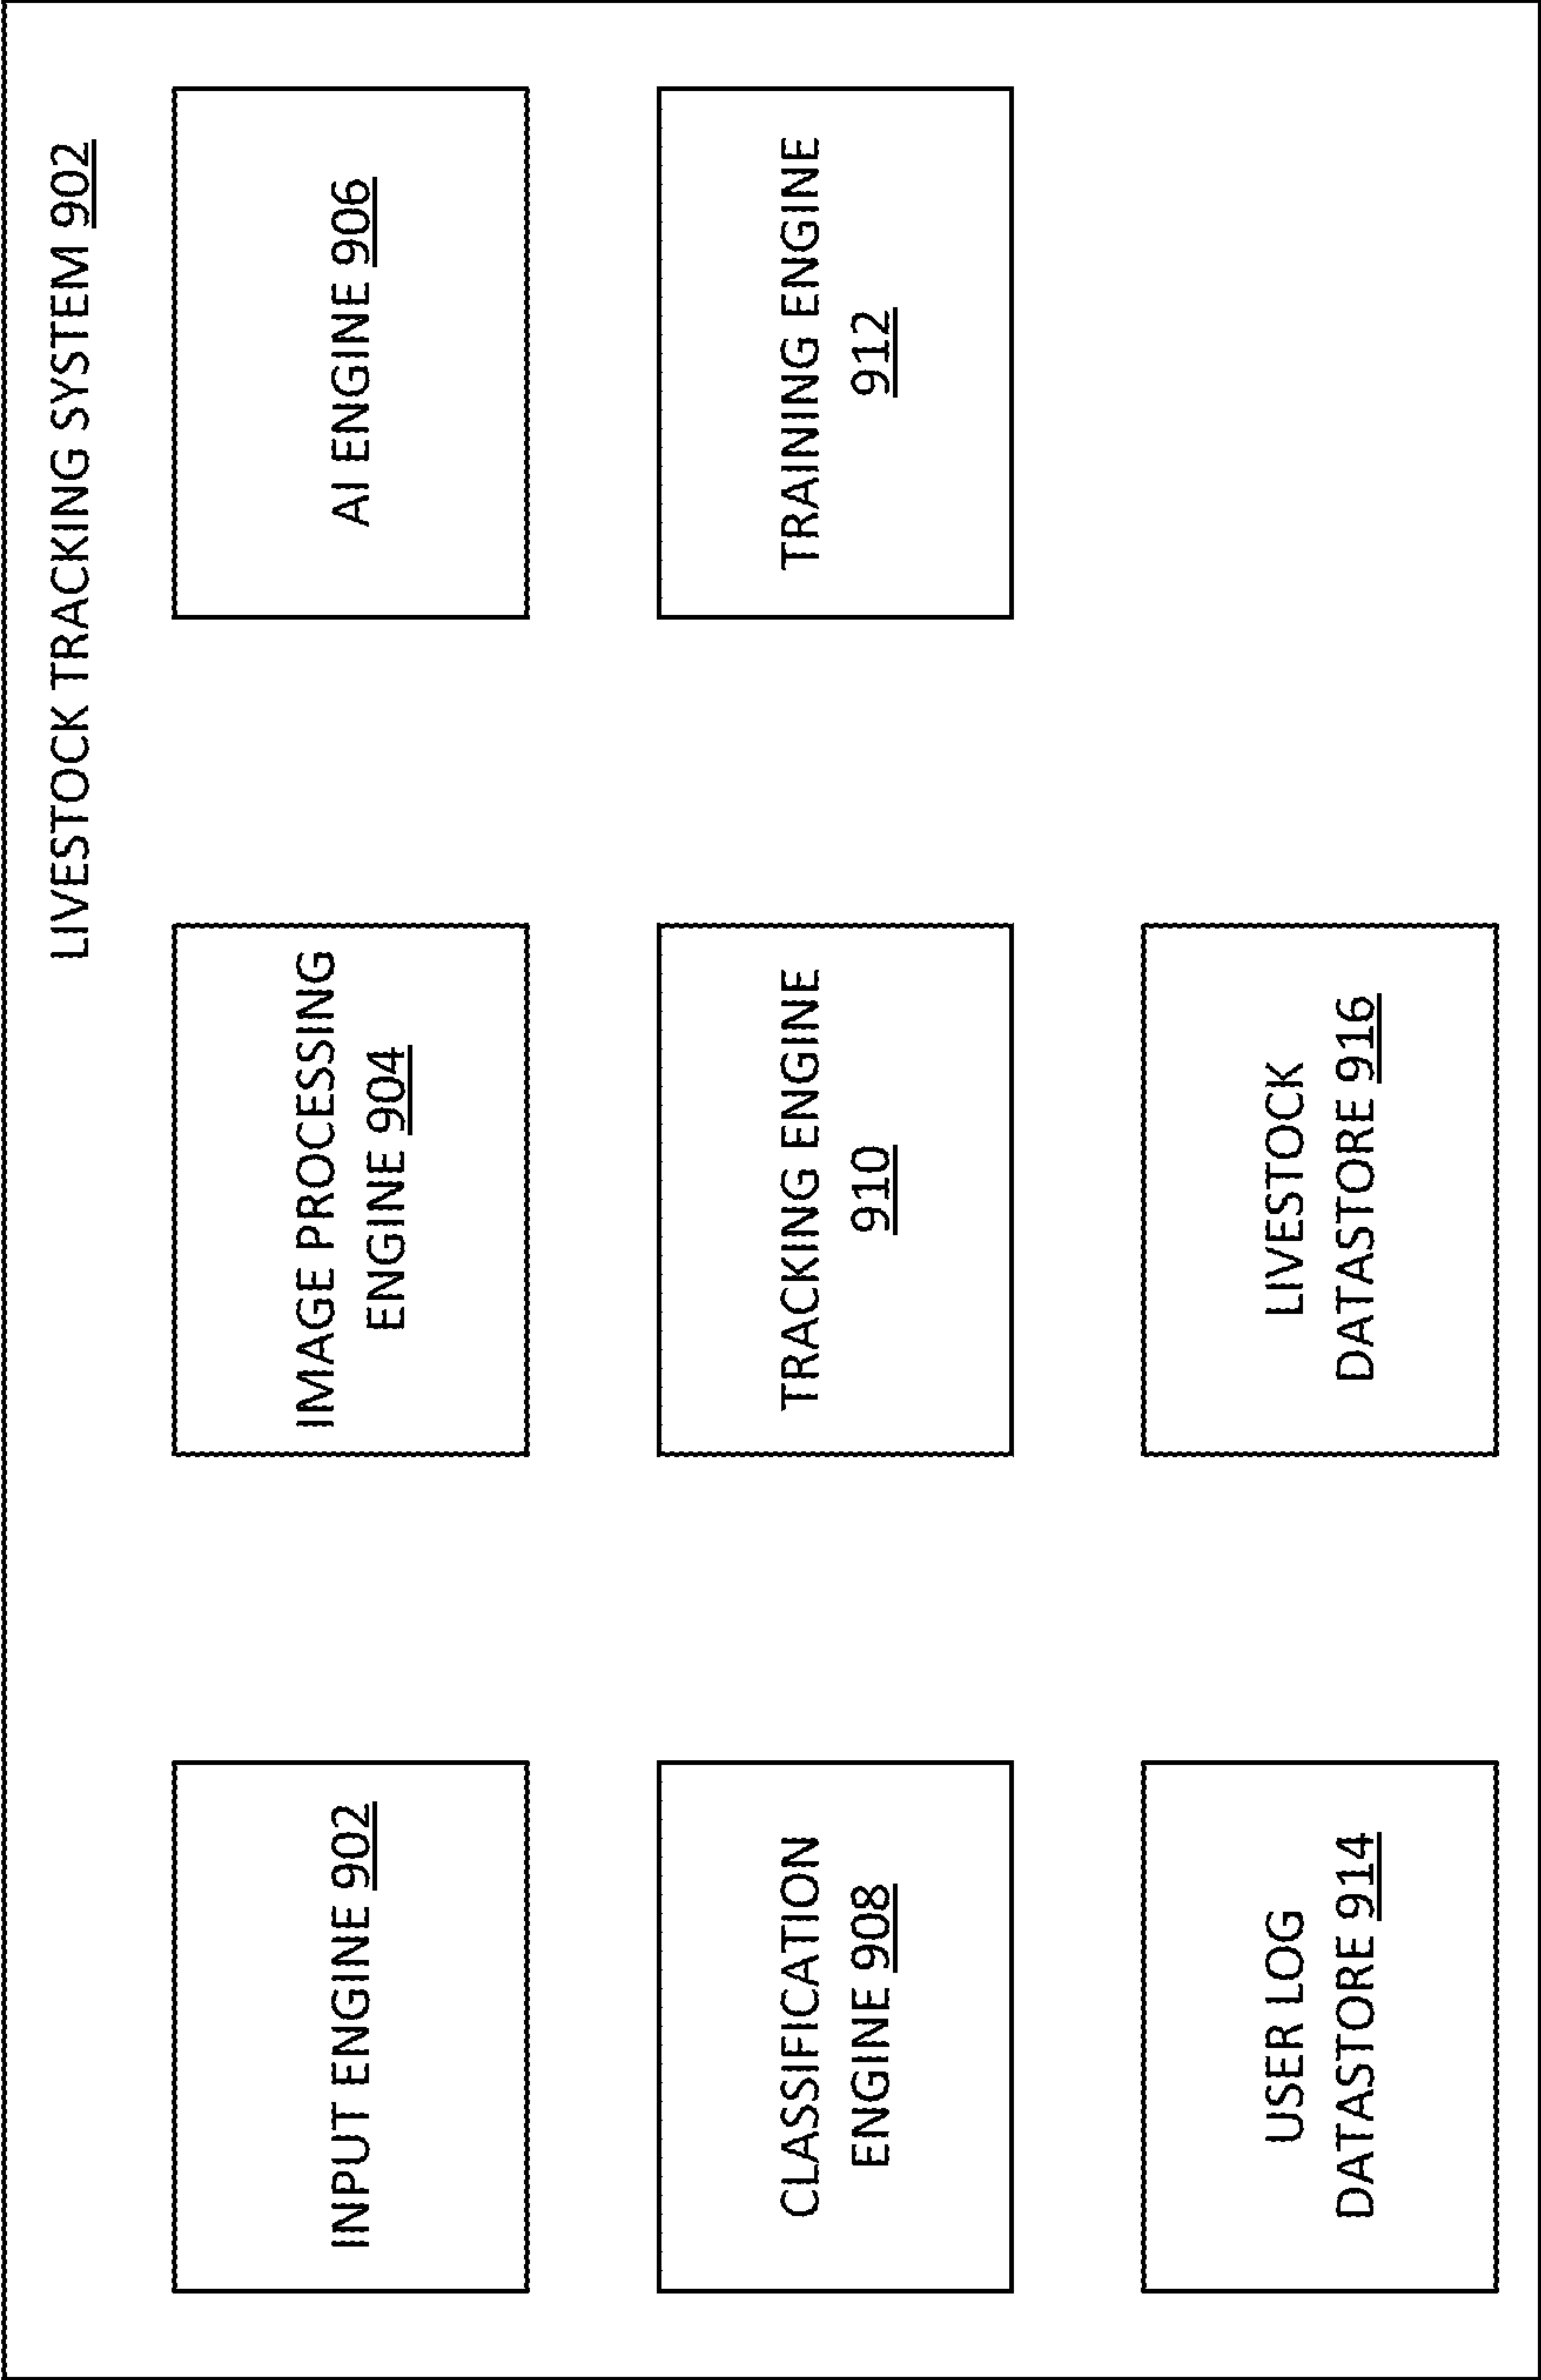 LIVESTOCK TRACKING SYSTEM 902
INPUT ENGINE 902
IMAGE PROCESSING
ENGINE 904
AI ENGINE 906
CLASSIFICATION
ENGINE 908
TRACKING ENGINE
910
TRAINING ENGINE
912
USER LOG
DATASTORE 914
LIVESTOCK
DATASTORE 916